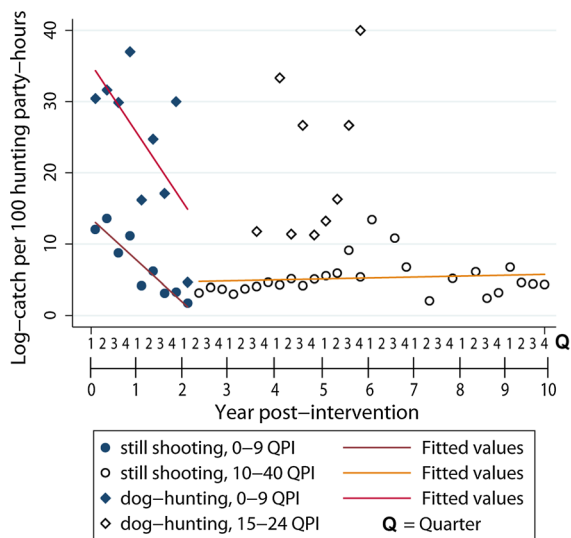 Log−catch per 100 hunting party−hours
40
30
20
10
0
1 2 3 4 1 2 3 4 1 2 3 4 1 2 3 4 1 2 3 4 1 2 3 4 1 2 3 4 1 2 3 4 1 2 3 4 1 2 3 4 Q
0 1 2 3 4 5 6 7 8 9 10
Year post−intervention
still shooting, 0−9 QPI Fitted values
still shooting, 10−40 QPI Fitted values
dog−hunting, 0−9 QPI Fitted values
dog−hunting, 15−24 QPI Q = Quarter